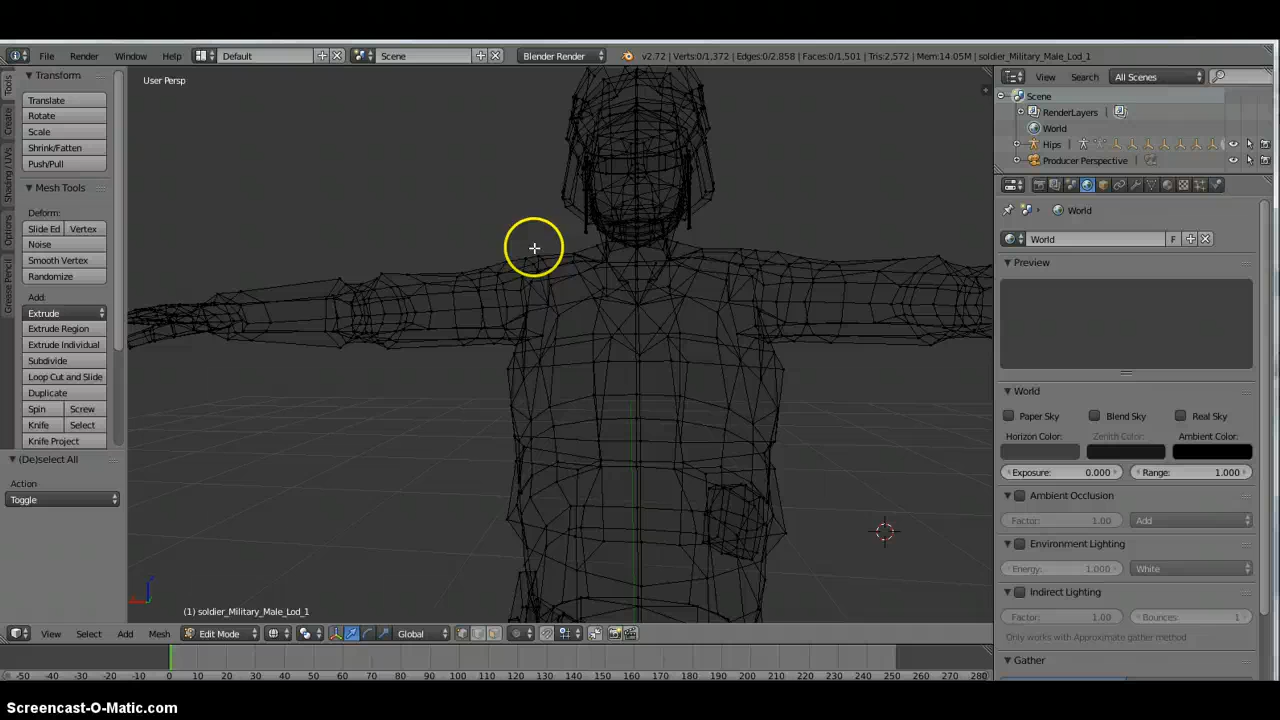 File Render Window Help Default Scene Blender Render v2.72 | Verts:0/1,372 | Edges:0/2,858 | Faces:0/1,501 | Tris:2,572 | Mem:14.05M | soldier_Military_Male_Lod_1
Tools
Create
Shading / UVs
Options
Grease Pencil
Transform
Translate
Rotate
Scale
Shrink/Fatten
Push/Pull
Mesh Tools
Deform:
Slide Ed Vertex
Noise
Smooth Vertex
Randomize
Add:
Extrude
Extrude Region
Extrude Individual
Subdivide
Loop Cut and Slide
Duplicate
Spin Screw
Knife Select
Knife Project
(De)select All
Action
Toggle
User Persp
(1) soldier_Military_Male_Lod_1
View Select Add Mesh Edit Mode Global
-50 -40 -30 -20 -10 0 10 20 30 40 50 60 70 80 90 100 110 120 130 140 150 160 170 180 190 200 210 220 230 240 250 260 270 280
View Search All Scenes
Scene
RenderLayers
World
Hips
Producer Perspective
World
World F
Preview
World
Paper Sky Blend Sky Real Sky
Horizon Color: Zenith Color: Ambient Color:
Exposure: 0.000 Range: 1.000
Ambient Occlusion
Factor: 1.00 Add
Environment Lighting
Energy: 1.000 White
Indirect Lighting
Factor: 1.00 Bounces: 1
Only works with Approximate gather method
Gather
Screencast-O-Matic.com